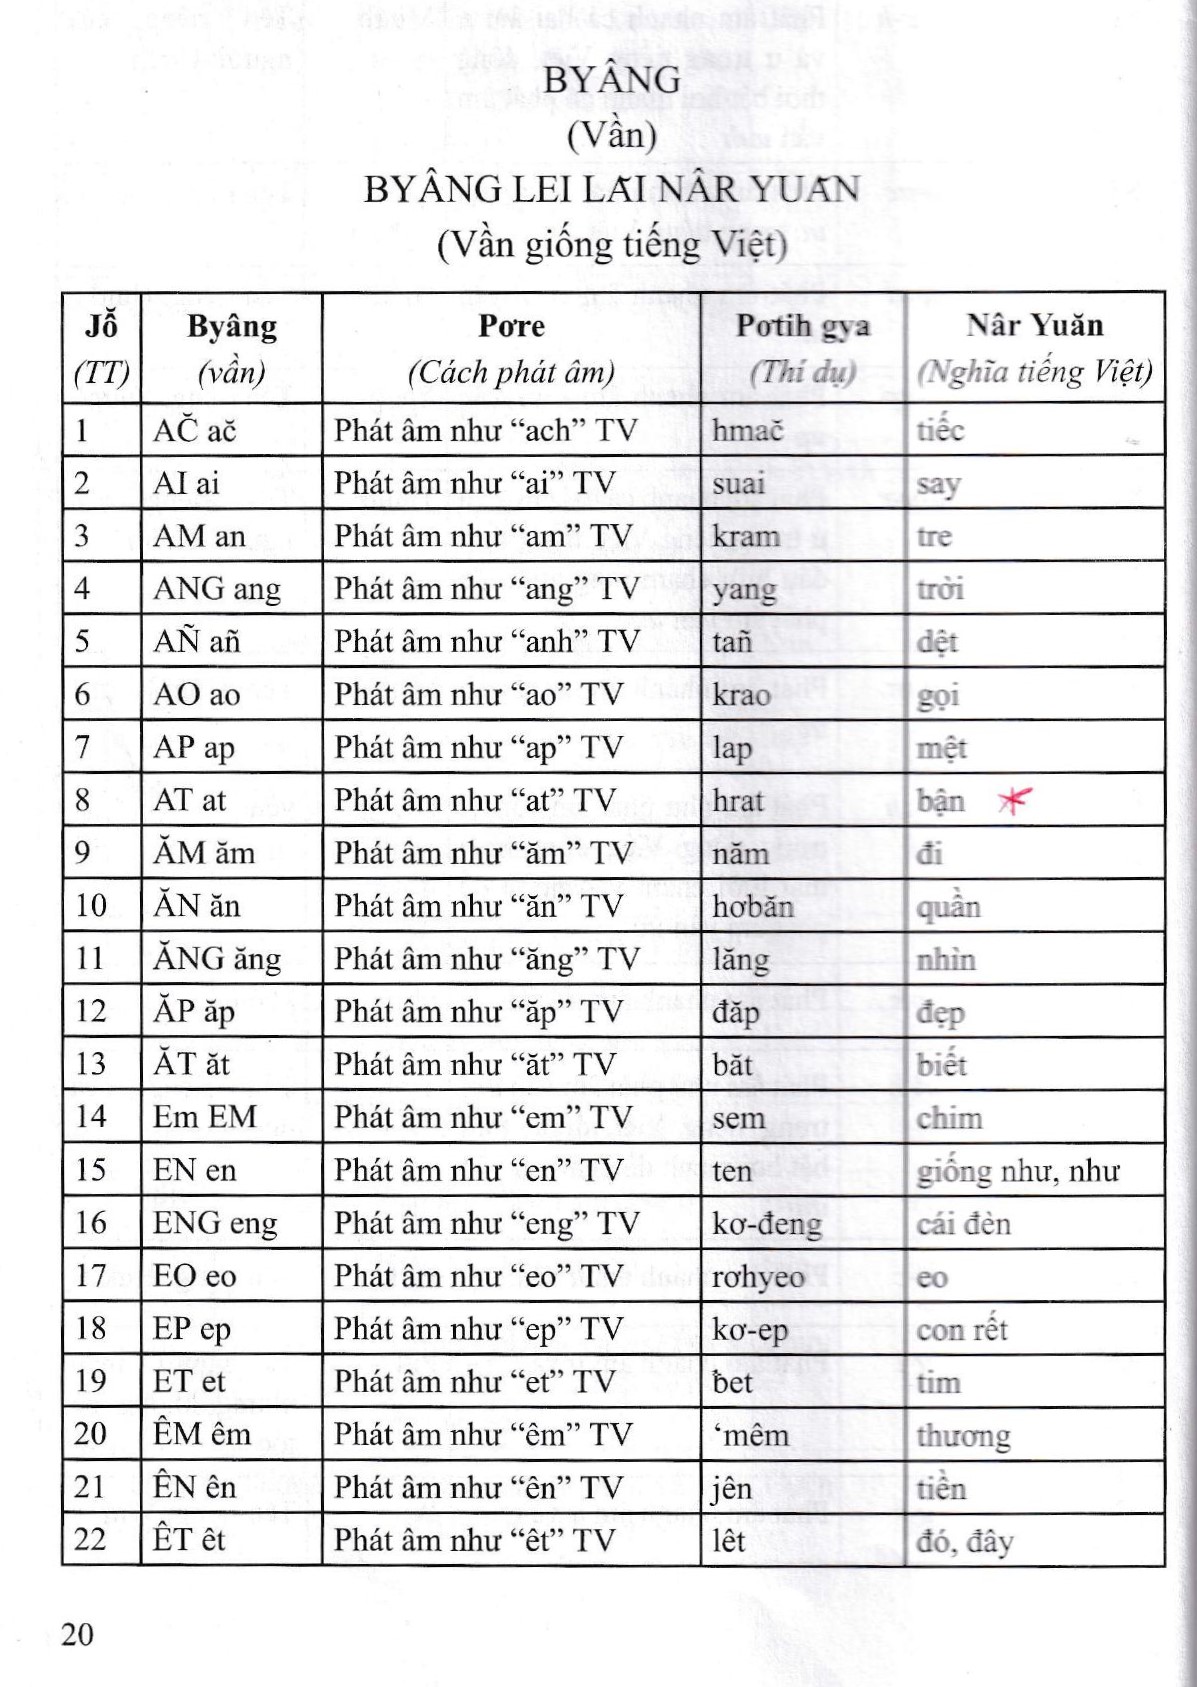 BYÂNG
(Vần)
BYÂNG LEI LĂI NÂR YUĂN
(Vần giống tiếng Việt)
Jỗ Byâng Pơre Pơtih gya Nâr Yuăn
(TT) (vần) (Cách phát âm) (Thí dụ) (Nghĩa tiếng Việt)
1 AČ ač Phát âm như “ach” TV hmač tiếc
2 AI ai Phát âm như “ai” TV suai say
3 AM an Phát âm như “am” TV kram tre
4 ANG ang Phát âm như “ang” TV yang trời
5 AÑ añ Phát âm như “anh” TV tañ dệt
6 AO ao Phát âm như “ao” TV krao gọi
7 AP ap Phát âm như “ap” TV lap mệt
8 AT at Phát âm như “at” TV hrat bận
9 ĂM ăm Phát âm như “ăm” TV năm đi
10 ĂN ăn Phát âm như “ăn” TV hơbăn quần
11 ĂNG ăng Phát âm như “ăng” TV lăng nhìn
12 ĂP ăp Phát âm như “ăp” TV đăp đẹp
13 ĂT ăt Phát âm như “ăt” TV băt biết
14 Em EM Phát âm như “em” TV sem chim
15 EN en Phát âm như “en” TV ten giống như, như
16 ENG eng Phát âm như “eng” TV kơ-đeng cái đèn
17 EO eo Phát âm như “eo” TV rơhyeo eo
18 EP ep Phát âm như “ep” TV kơ-ep con rết
19 ET et Phát âm như “et” TV ƀet tim
20 ÊM êm Phát âm như “êm” TV ‘mêm thương
21 ÊN ên Phát âm như “ên” TV jên tiền
22 ÊT êt Phát âm như “êt” TV lêt đó, đây
20